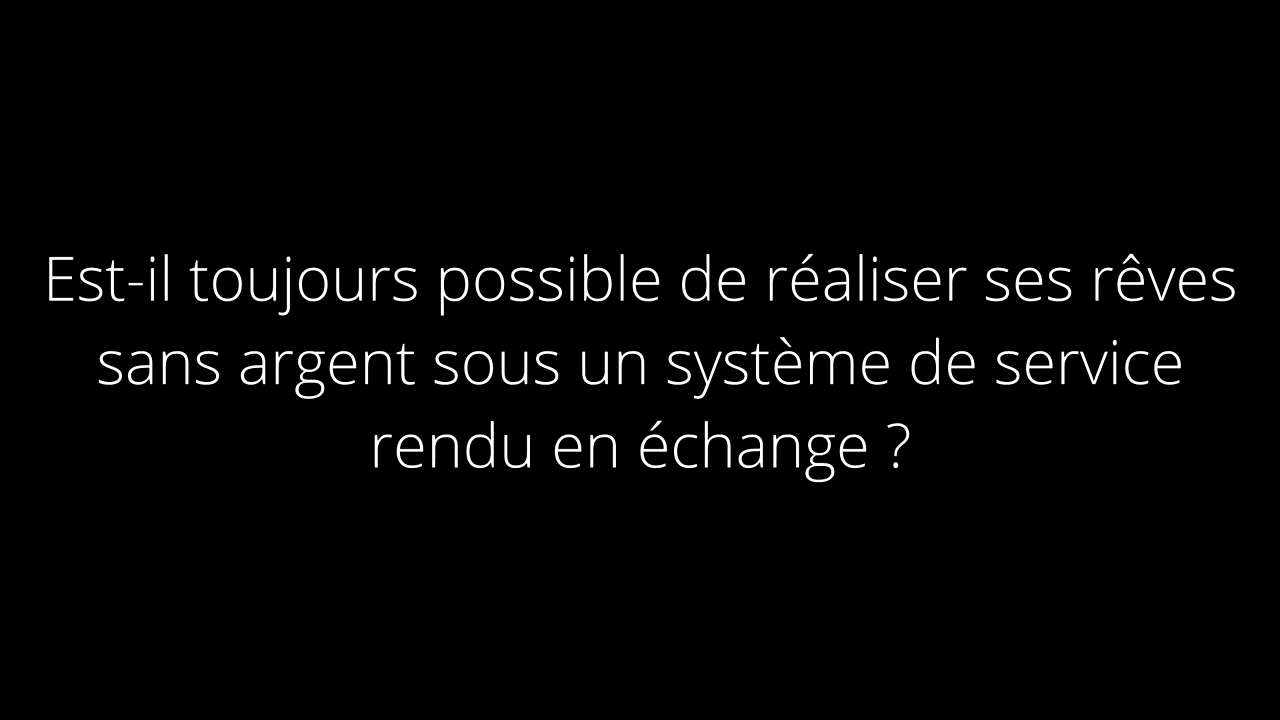 Est-il toujours possible de réaliser ses rêves
sans argent sous un système de service
rendu en échange ?